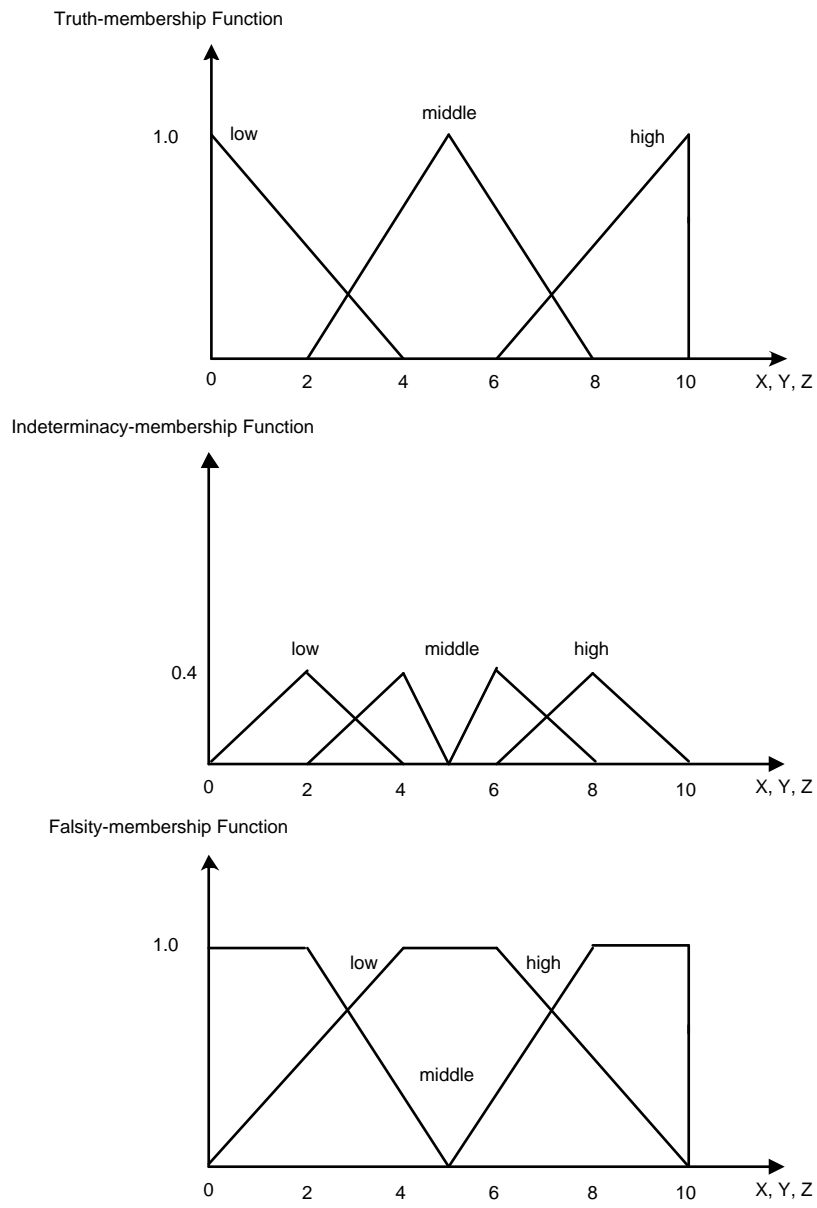 Truth-membership Function
middle
1.0
low
high
0 2 4 6 8 10 X, Y, Z
Indeterminacy-membership Function
low middle high
0.4
0 2 4 6 8 10 X, Y, Z
Falsity-membership Function
1.0
low high
middle
0 2 4 6 8 10 X, Y, Z